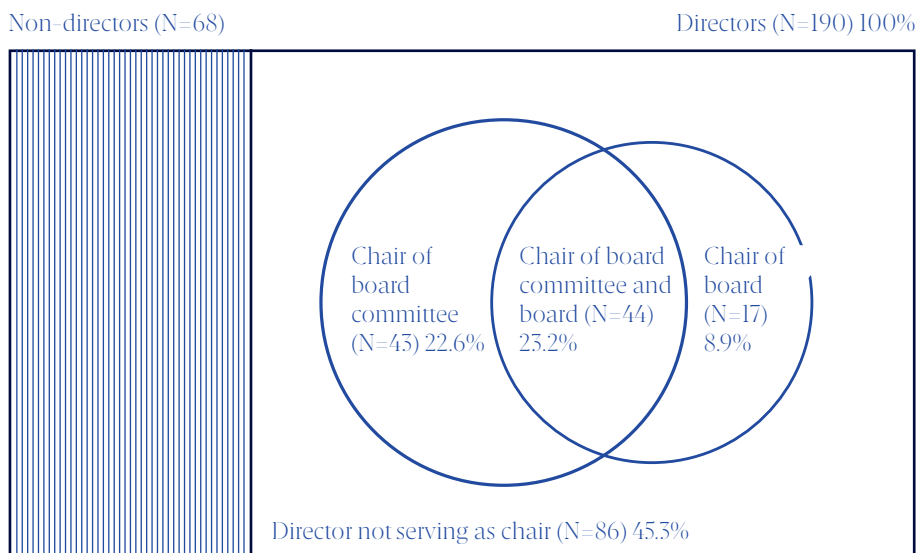 Non-directors (N=68)
Directors (N=190) 100%
Chair of
board
committee
(N=43) 22.6%
Chair of board
committee and
board (N=44)
23.2%
Chair of
board
(N=17)
8.9%
Director not serving as chair (N=86) 45.3%